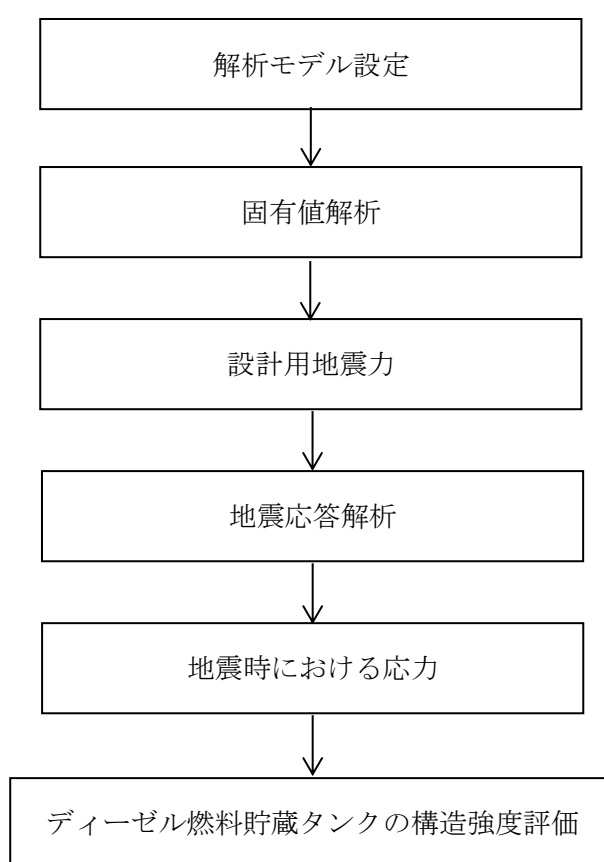 解析モデル設定
固有値解析
設計用地震力
地震応答解析
地震時における応力
ディーゼル燃料貯蔵タンクの構造強度評価